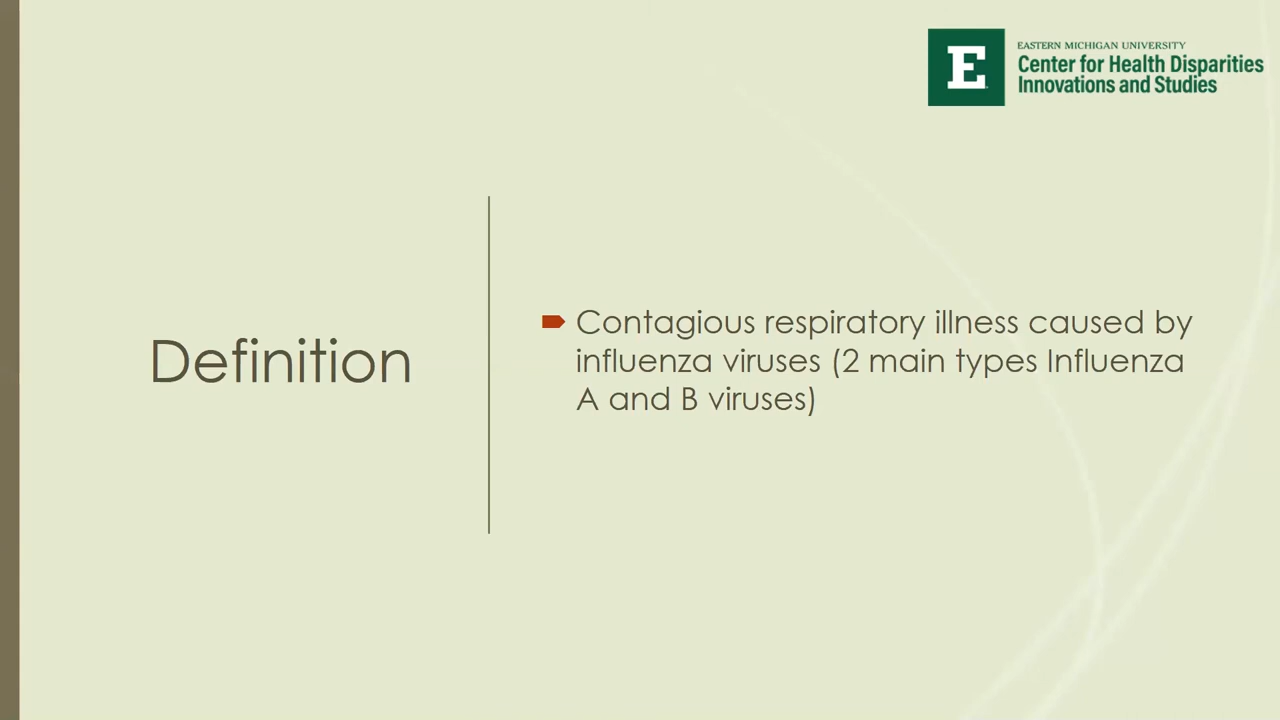 E
EASTERN MICHIGAN UNIVERSITY
Center for Health Disparities
Innovations and Studies
Definition
Contagious respiratory illness caused by
influenza viruses (2 main types Influenza
A and B viruses)